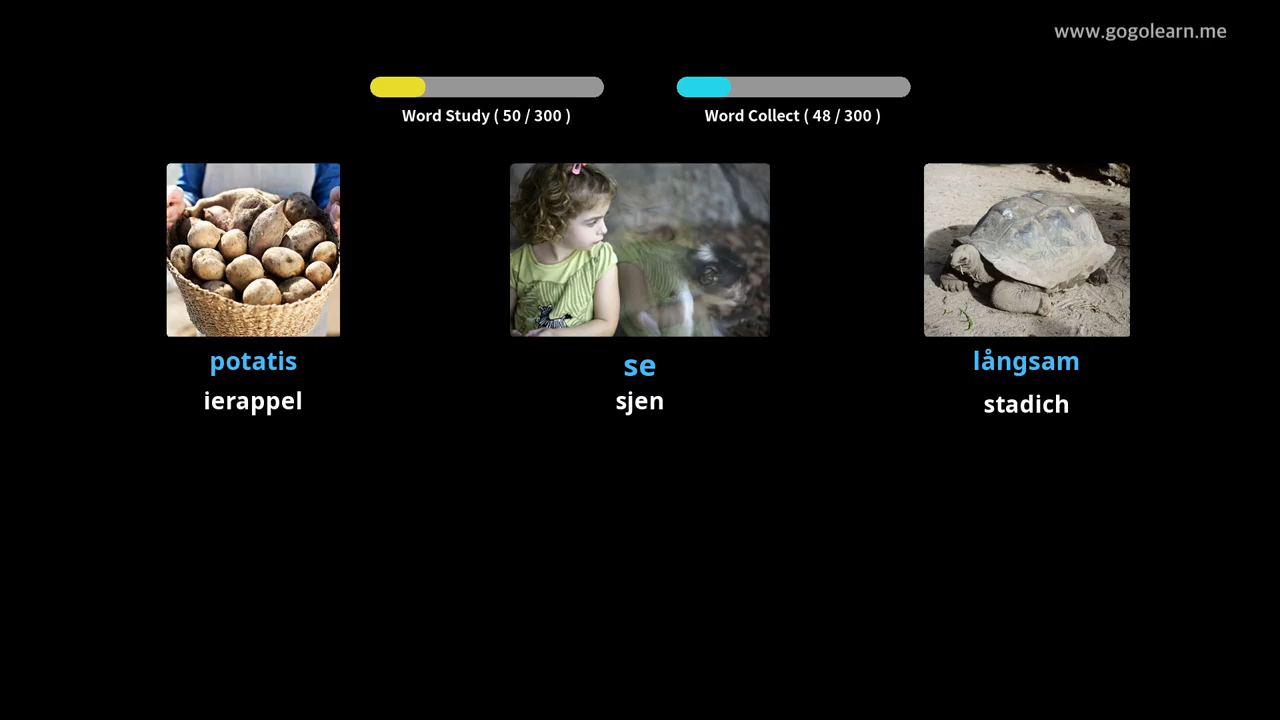 www.gogolearn.me
Word Study ( 50 / 300 )
Word Collect ( 48 / 300 )
potatis
ierappel
se
sjen
långsam
stadich